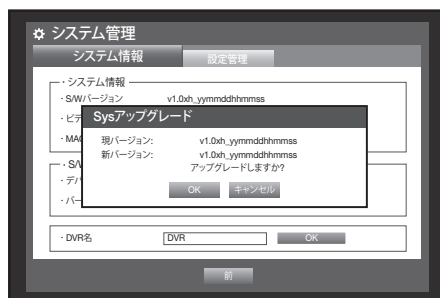 システム管理
システム情報
設定管理
・システム情報
・S/Wバージョン v1.0xh_yymmddhhmmss
・ビデ
Sysアップグレード
・MAC
現バージョン: v1.0xh_yymmddhhmmss
新バージョン: v1.0xh_yymmddhhmmss
アップグレードしますか?
OK キャンセル
・S/W
・デバ
・バー
・DVR名 DVR OK
前